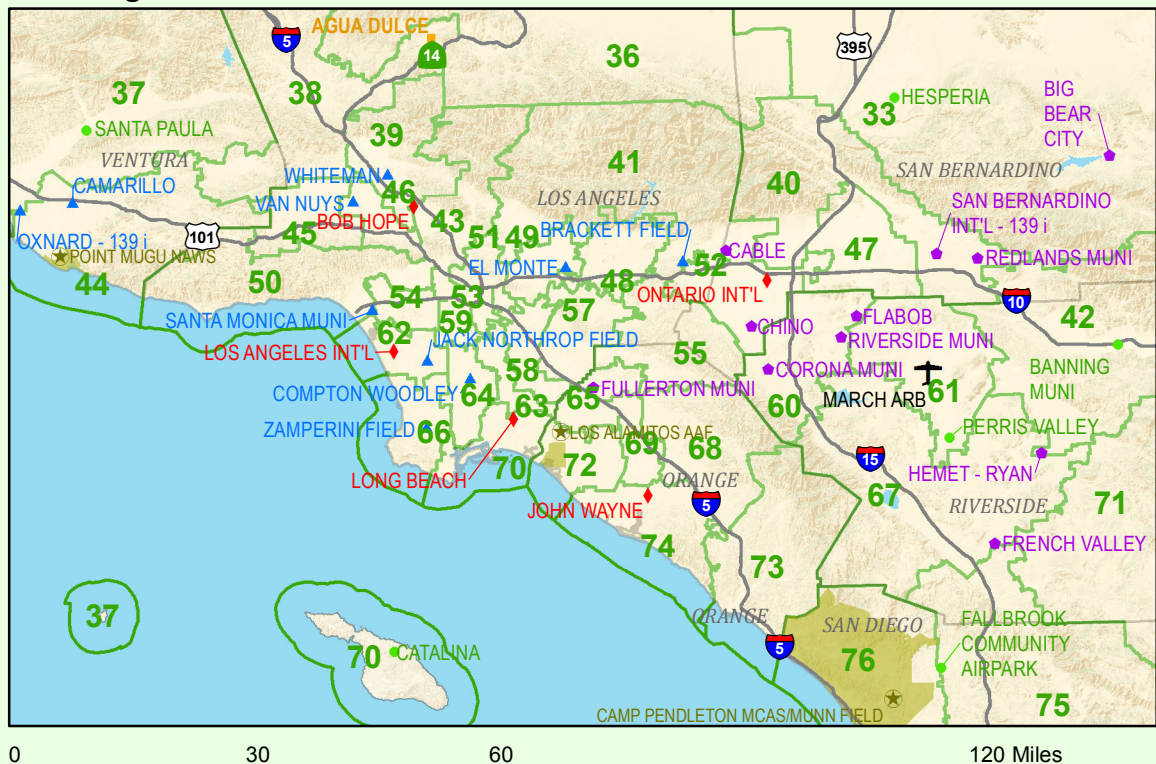 5
AGUA DULCE
14
36
395
37
38
33
HESPERIA
BIG
BEAR
CITY
SANTA PAULA
39
VENTURA
41
SAN BERNARDINO
WHITEMAN
40
CAMARILLO
46
LOS ANGELES
SAN BERNARDINO
INT'L - 139 i
VAN NUYS
BOB HOPE
43
51
49
BRACKETT FIELD
OXNARD - 139 i
101
45
CABLE
47
REDLANDS MUNI
POINT MUGU NAWS
EL MONTE
52
44
50
48
ONTARIO INT'L
10
54
53
57
42
SANTA MONICA MUNI
59
FLABOB
62
JACK NORTHROP FIELD
CHINO
RIVERSIDE MUNI
LOS ANGELES INT'L
55
58
CORONA MUNI
BANNING
MUNI
COMPTON WOODLEY
64
FULLERTON MUNI
61
MARCH ARB
63
65
60
ZAMPERINI FIELD
66
LOS ALAMITOS AAF
PERRIS VALLEY
69
68
LONG BEACH
70
72
15
HEMET - RYAN
ORANGE
67
71
JOHN WAYNE
5
RIVERSIDE
74
FRENCH VALLEY
73
37
ORANGE
SAN DIEGO
FALLBROOK
COMMUNITY
AIRPARK
5
70
CATALINA
76
75
CAMP PENDLETON MCAS/MUNN FIELD
0 30 60 120 Miles